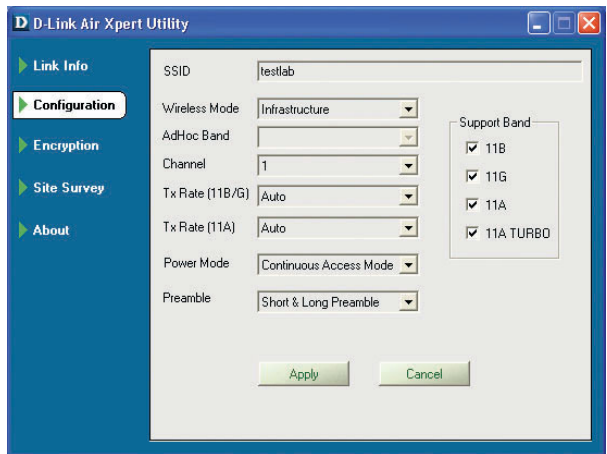 D D-Link Air Xpert Utility
Link Info
Configuration
Encryption
Site Survey
About
SSID testlab
Wireless Mode Infrastructure
AdHoc Band
Channel 1
Tx Rate (11B/G) Auto
Tx Rate (11A) Auto
Power Mode Continuous Access Mode
Preamble Short & Long Preamble
Support Band
11B
11G
11A
11A TURBO
Apply Cancel